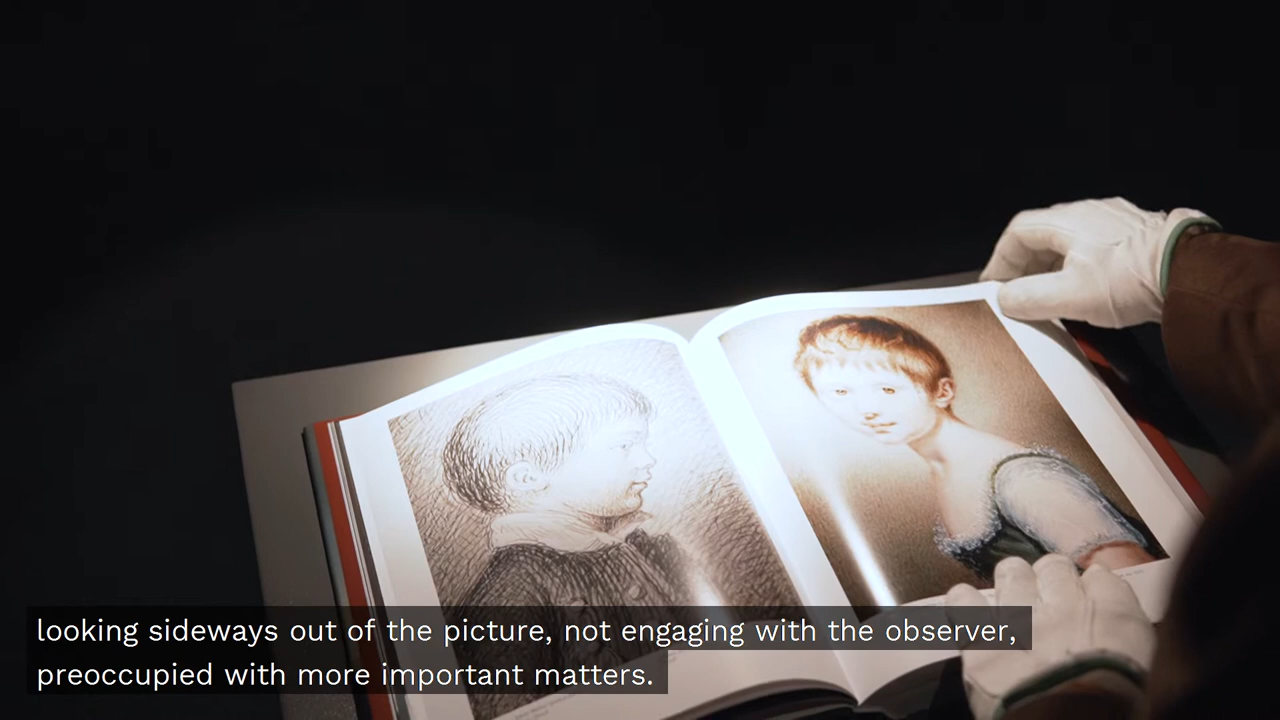 looking sideways out of the picture, not engaging with the observer,
preoccupied with more important matters.